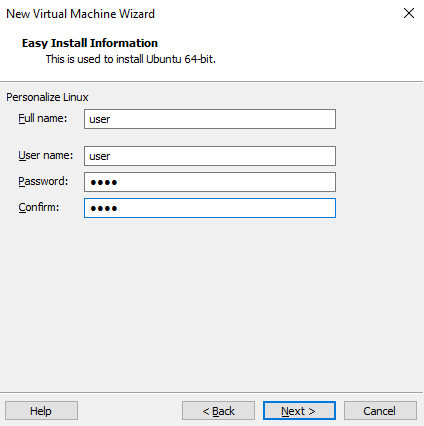 New Virtual Machine Wizard
Easy Install Information
This is used to install Ubuntu 64-bit.
Personalize Linux
Full name: user
User name: user
Password: ●●●●
Confirm: ●●●●
Help < Back Next > Cancel